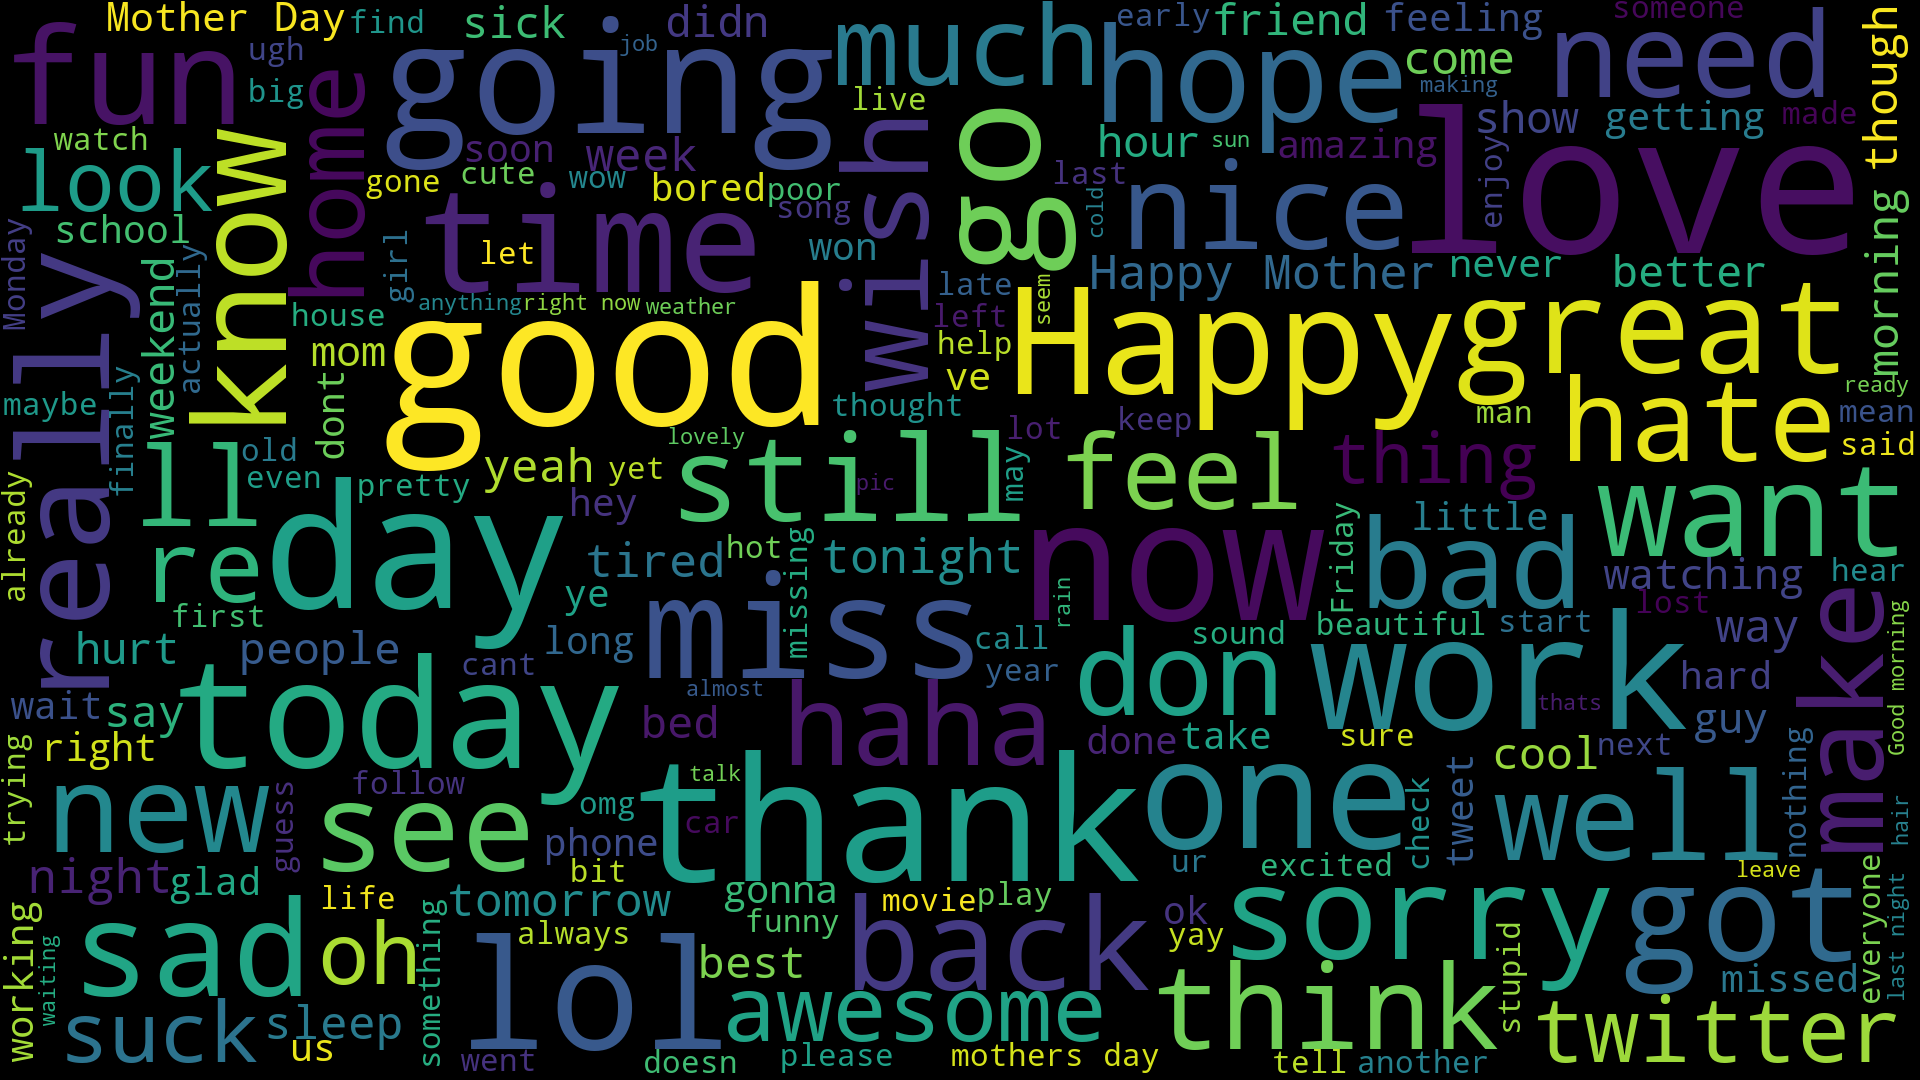 Mother Day
find
sick
didn
much
early
friend
feeling
someone
need
though
fun
ugh
going
job
hope
come
making
big
home
live
go
love
show
getting
made
watch
know
soon
week
wish
hour
sun
amazing
enjoy
morning
look
gone
cute
wow
bored
poor
song
last
cold
nice
school
time
let
won
Happy Mother
never
better
Monday
really
weekend
actually
girl
anything
right now
weather
late
left
seem
house
mom
good
help
Happy
great
ve
hate
ready
maybe
finally
dont
thought
keep
man
mean
lot
said
old
even
pretty
yeah
yet
lovely
still
pic
may
feel
thing
want
already
ll
day
hey
now
little
bad
re
tired
hot
missing
tonight
Friday
watching
hear
first
ye
miss
rain
lost
hurt
people
long
call
sound
beautiful
start
way
make
Good morning
cant
year
don
work
hard
wait
say
today
almost
thats
guy
right
bed
haha
done
take
sure
cool
next
trying
new
follow
talk
thank
one
check
tweet
well
nothing
hair
guess
see
omg
car
phone
night
glad
bit
ur
excited
leave
everyone
life
tomorrow
gonna
movie
play
ok
sorry
got
last night
working
waiting
sad
oh
something
always
funny
back
yay
stupid
lol
best
missed
suck
sleep
awesome
think
twitter
us
went
doesn
please
mothers day
tell
another